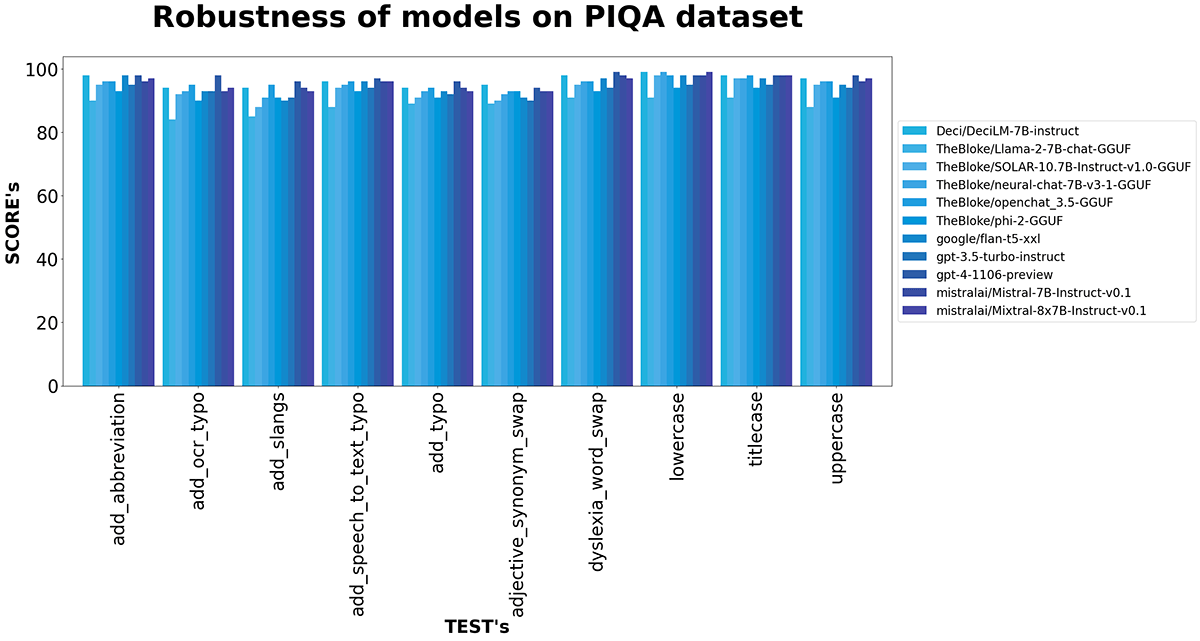 Robustness of models on PIQA dataset
SCORE's
100
80
60
40
20
0
add_abbreviation
add_ocr_typo
add_slangs
add_speech_to_text_typo
add_typo
adjective_synonym_swap
dyslexia_word_swap
lowercase
titlecase
uppercase
TEST's
Deci/DeciLM-7B-instruct
TheBloke/Llama-2-7B-chat-GGUF
TheBloke/SOLAR-10.7B-Instruct-v1.0-GGUF
TheBloke/neural-chat-7B-v3-1-GGUF
TheBloke/openchat_3.5-GGUF
TheBloke/phi-2-GGUF
google/flan-t5-xxl
gpt-3.5-turbo-instruct
gpt-4-1106-preview
mistralai/Mistral-7B-Instruct-v0.1
mistralai/Mixtral-8x7B-Instruct-v0.1